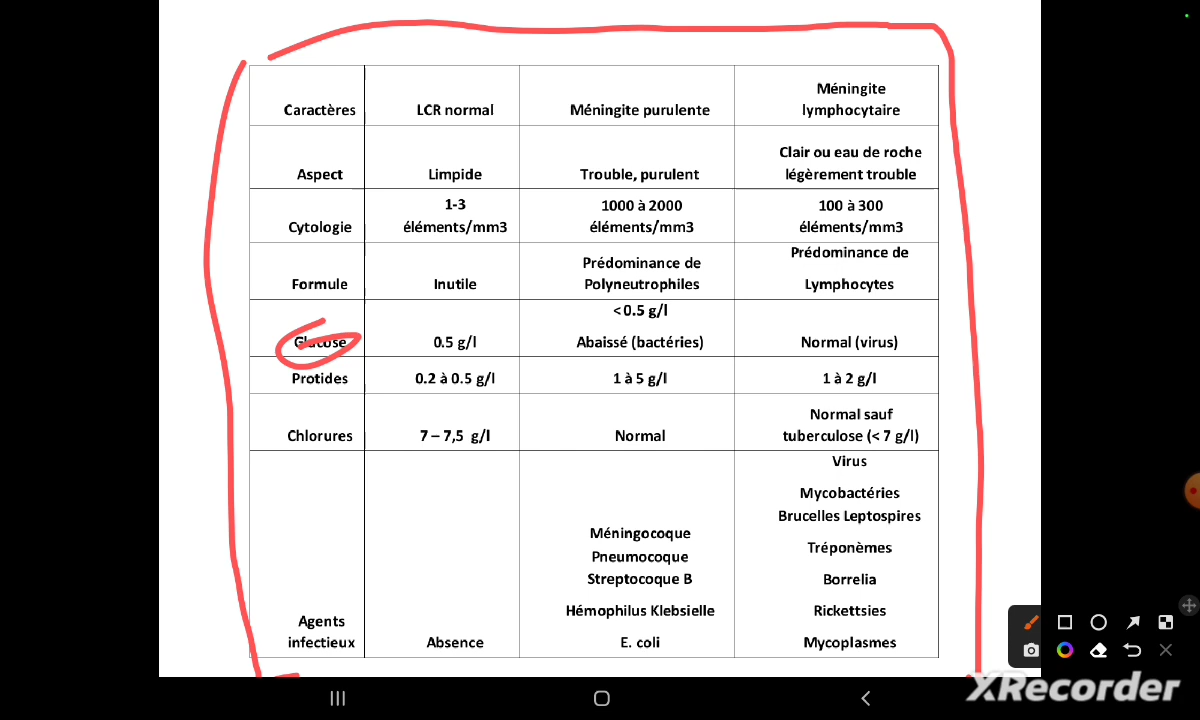 Caractères
LCR normal
Méningite purulente
Méningite
lymphocytaire
Aspect
Limpide
Trouble, purulent
Clair ou eau de roche
légèrement trouble
Cytologie
1-3
éléments/mm3
1000 à 2000
éléments/mm3
100 à 300
éléments/mm3
Formule
Inutile
Prédominance de
Polyneutrophiles
Prédominance de
Lymphocytes
Glucose
0.5 g/l
<0.5 g/l
Abaissé (bactéries)
Normal (virus)
Protides
0.2 à 0.5 g/l
1 à 5 g/l
1 à 2 g/l
Chlorures
7 – 7,5 g/l
Normal
Normal sauf
tuberculose (< 7 g/l)
Agents
infectieux
Absence
Méningocoque
Pneumocoque
Streptocoque B
Hémophilus Klebsielle
E. coli
Virus
Mycobactéries
Brucelles Leptospires
Tréponèmes
Borrelia
Rickettsies
Mycoplasmes
XRecorder